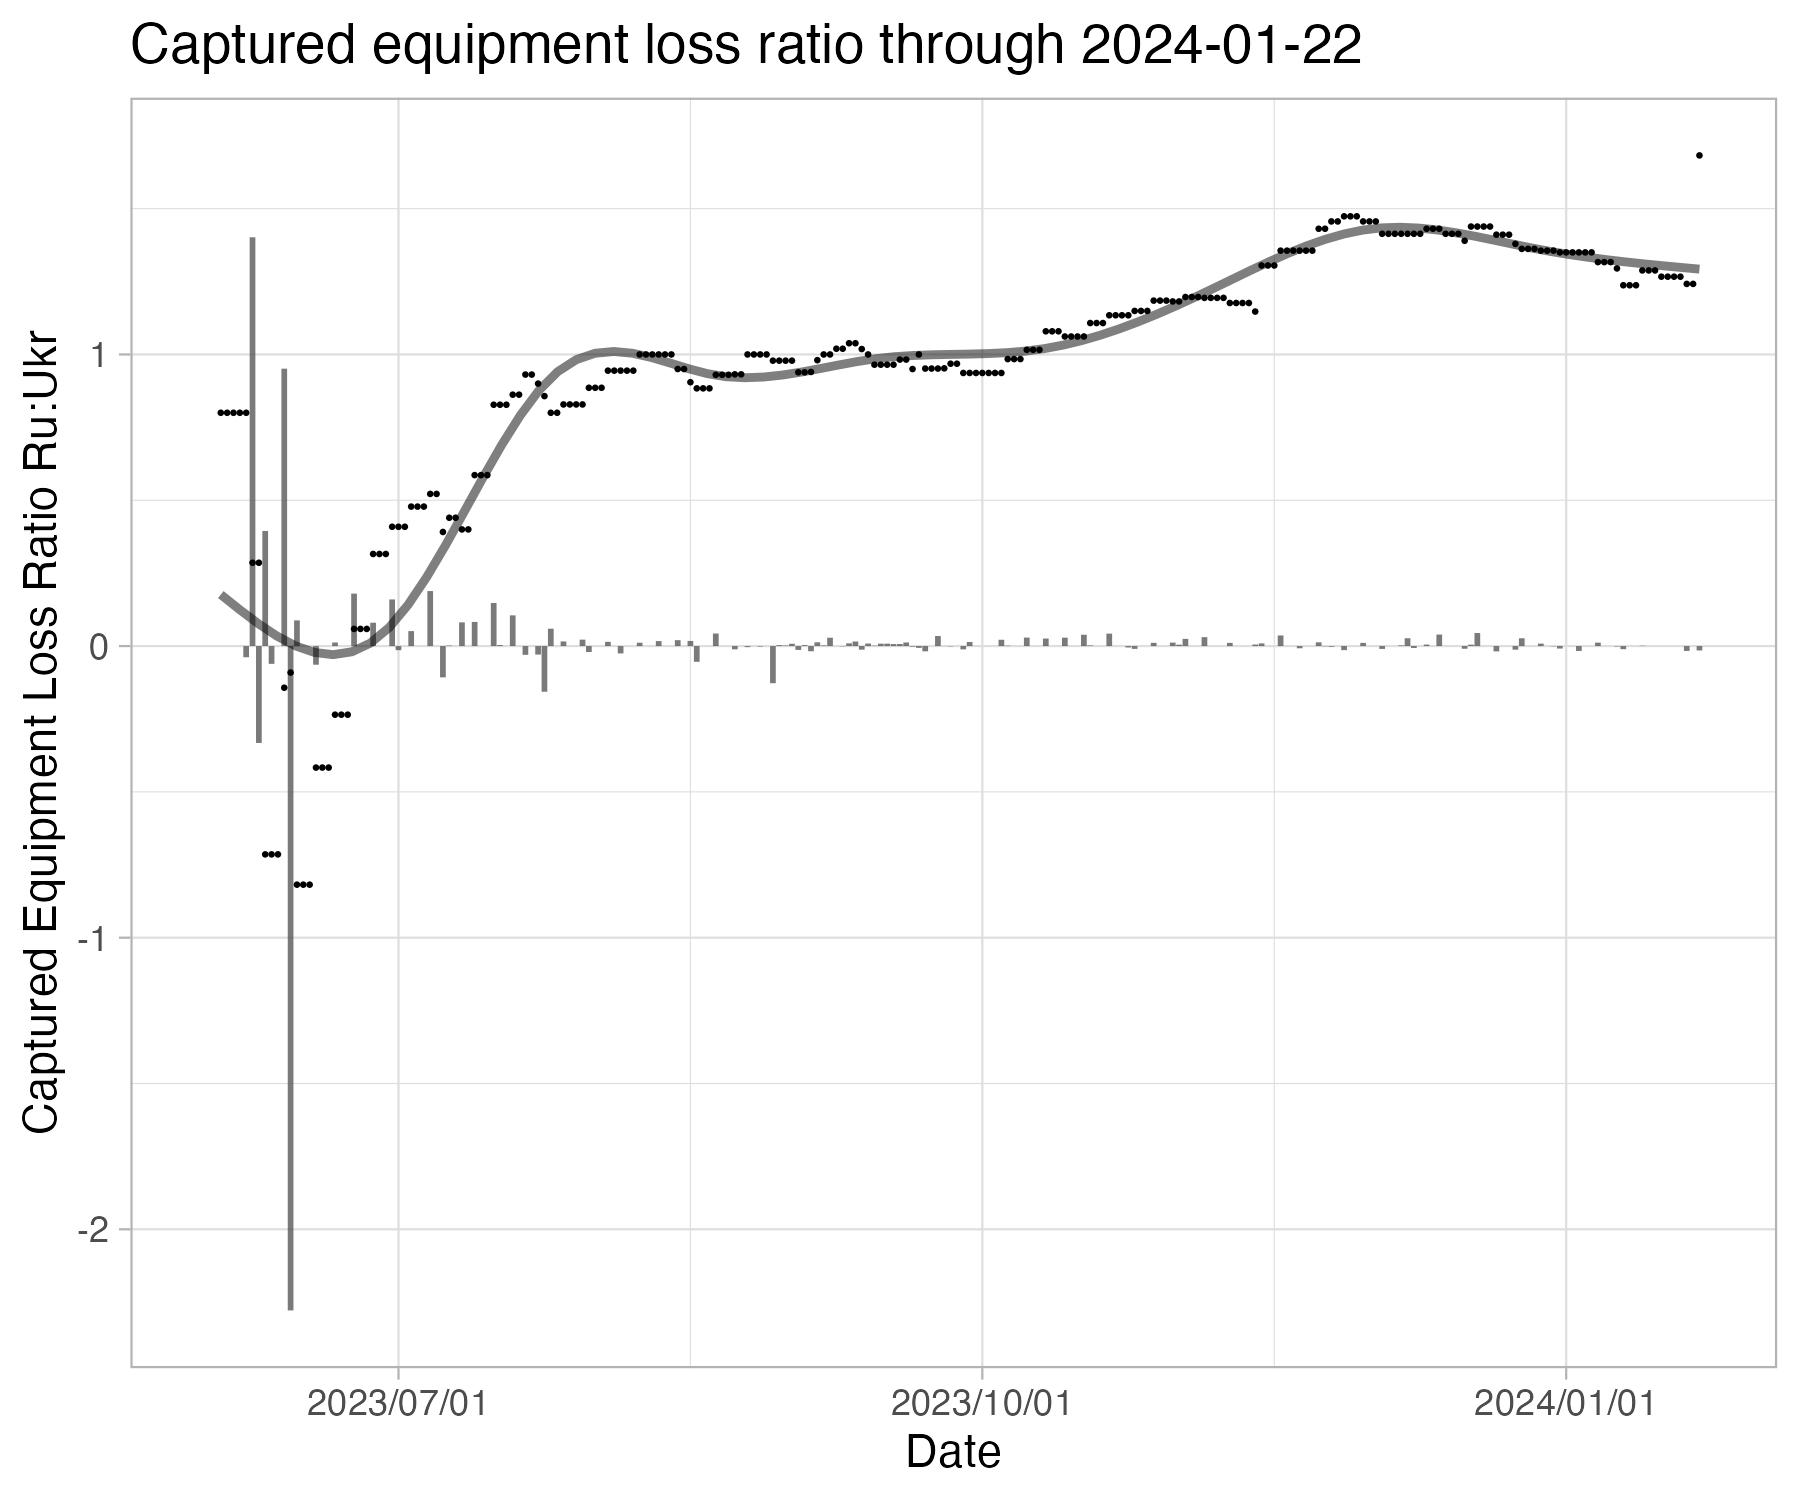 Captured equipment loss ratio through 2024-01-22
Captured Equipment Loss Ratio Ru:Ukr
1
0
-1
-2
2023/07/01
2023/10/01
2024/01/01
Date